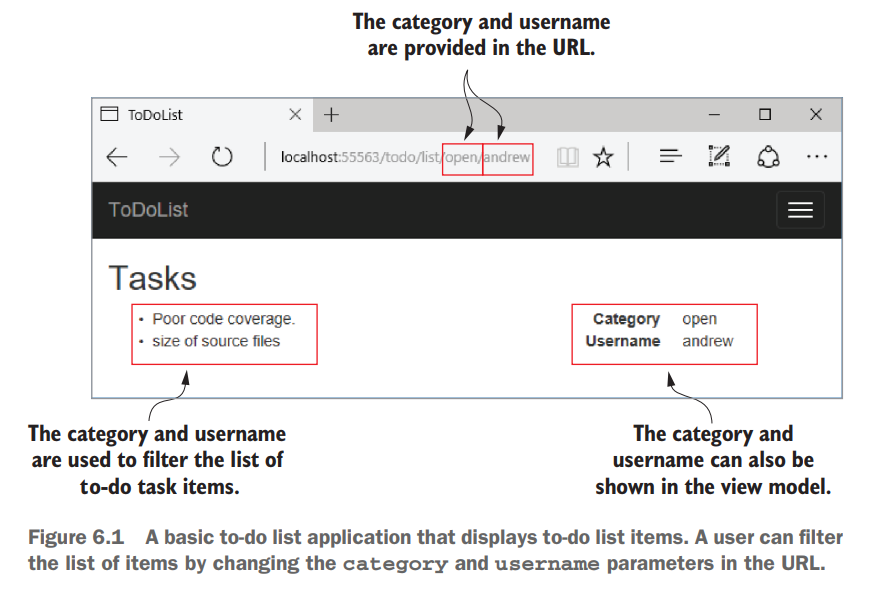 The category and username
are provided in the URL.
ToDoList
localhost:55563/todo/list/open/andrew
ToDoList
Tasks
• Poor code coverage.
• size of source files
Category open
Username andrew
The category and username
are used to filter the list of
to-do task items.
The category and
username can also be
shown in the view model.
Figure 6.1 A basic to-do list application that displays to-do list items. A user can filter
the list of items by changing the category and username parameters in the URL.